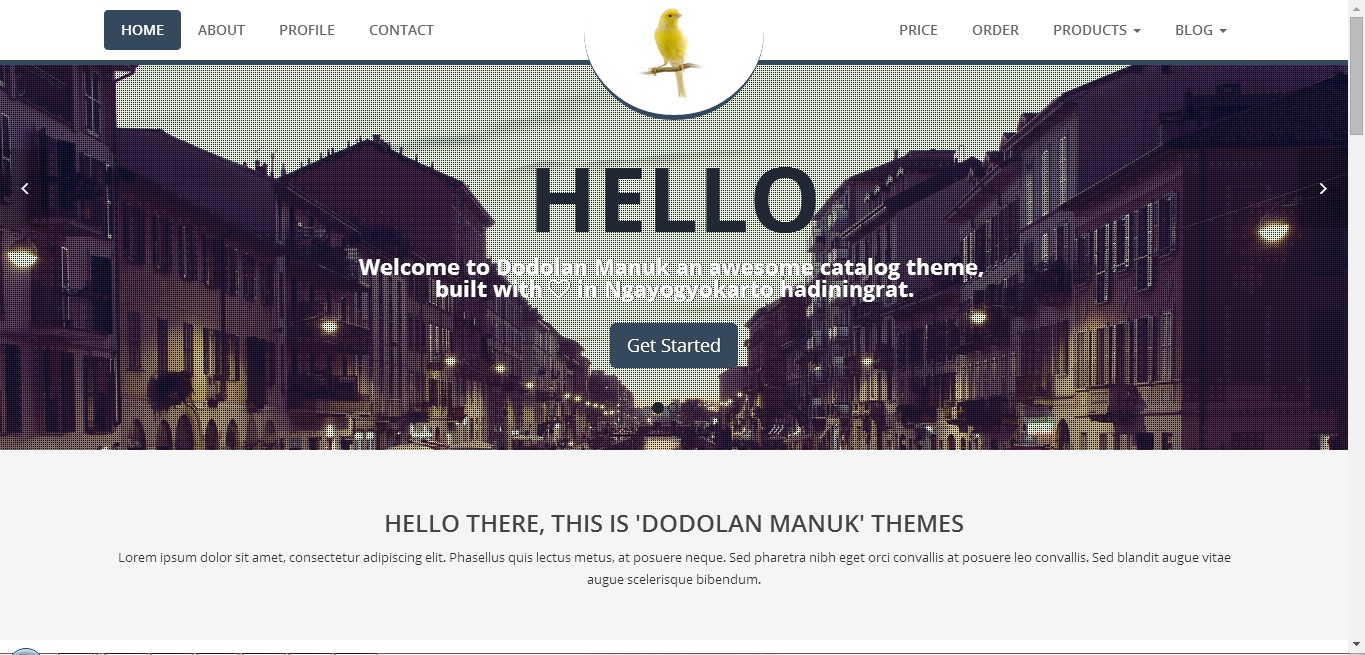 HOME ABOUT PROFILE CONTACT PRICE ORDER PRODUCTS BLOG
HELLO
Welcome to Dodolan Manuk an awesome catalog theme,
built with ♡ in Ngayogyokarto hadiningrat.
Get Started
HELLO THERE, THIS IS 'DODOLAN MANUK' THEMES
Lorem ipsum dolor sit amet, consectetur adipiscing elit. Phasellus quis lectus metus, at posuere neque. Sed pharetra nibh eget orci convallis at posuere leo convallis. Sed blandit augue vitae
augue scelerisque bibendum.